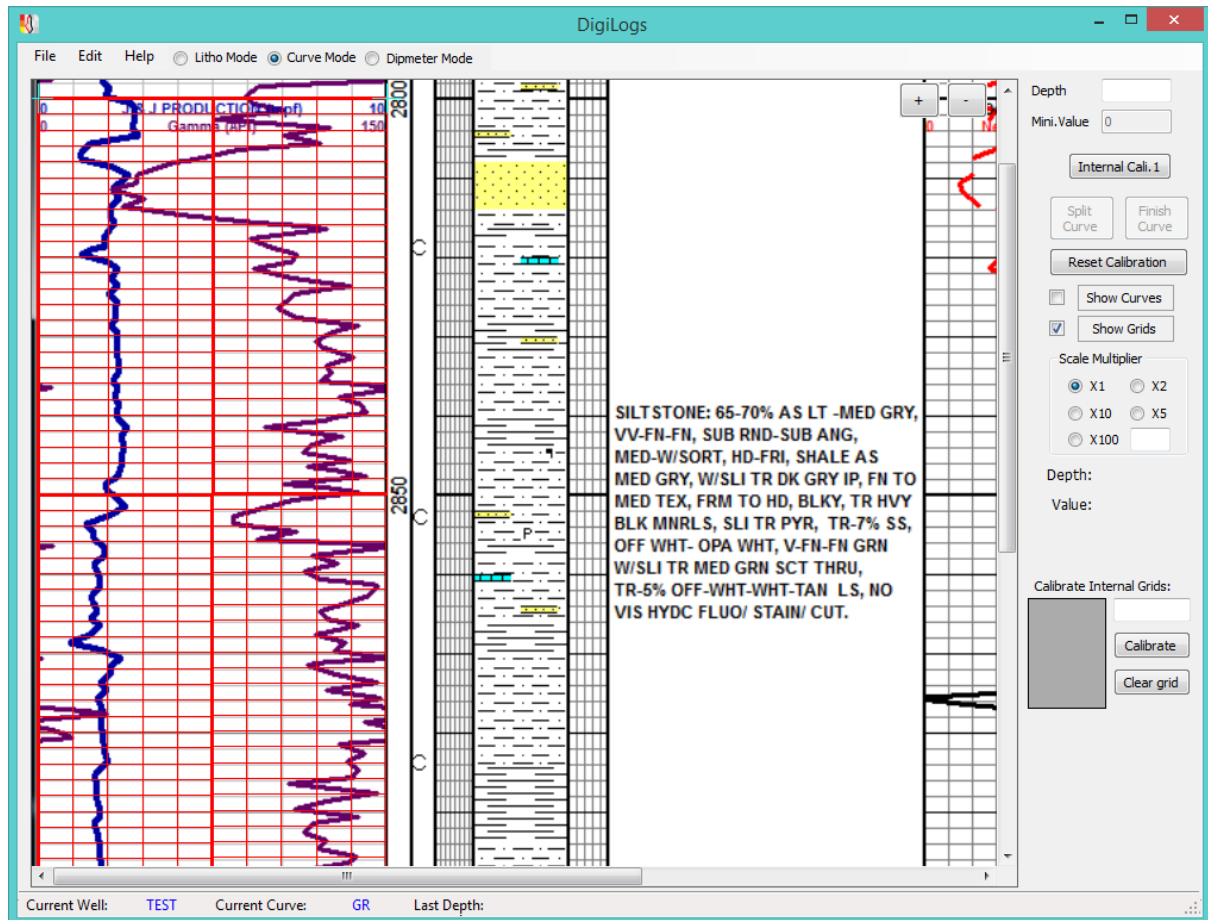 DigiLogs
File Edit Help Litho Mode Curve Mode Dipmeter Mode
J & J PRODUCTION 10
Gamma (API) 150
2800
+ -
0
C
SILTSTONE: 65-70% AS LT -MED GRY,
VV-FN-FN, SUB RND-SUB ANG,
MED-W/SORT, HD-FRI, SHALE AS
MED GRY, W/SLI TR DK GRY IP, FN TO
MED TEX, FRM TO HD, BLKY, TR HVY
BLK MNRLS, SLI TR PYR, TR-7% SS,
OFF WHT- OPA WHT, V-FN-FN GRN
W/SLI TR MED GRN SCT THRU,
TR-5% OFF-WHT-WHT-TAN LS, NO
VIS HYDC FLUO/ STAIN/ CUT.
2850
C
P
C
Depth
Mini.Value 0
Internal Cali.1
Split Finish
Curve Curve
Reset Calibration
Show Curves
Show Grids
Scale Multiplier
X1 X2
X10 X5
X100
Depth:
Value:
Calibrate Internal Grids:
Calibrate
Clear grid
Current Well: TEST Current Curve: GR Last Depth: